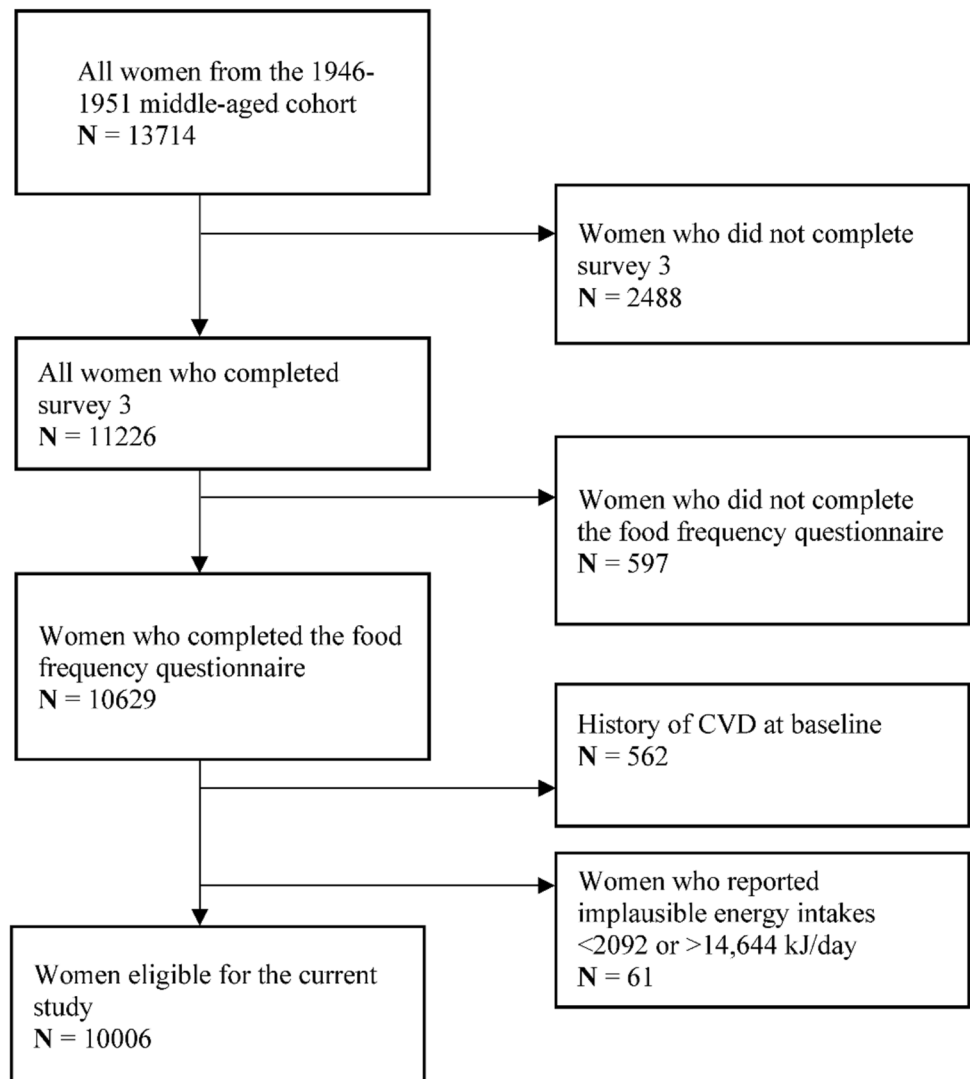 All women from the 1946-
1951 middle-aged cohort
N = 13714
Women who did not complete
survey 3
N = 2488
All women who completed
survey 3
N = 11226
Women who did not complete
the food frequency questionnaire
N = 597
Women who completed the food
frequency questionnaire
N = 10629
History of CVD at baseline
N = 562
Women who reported
implausible energy intakes
<2092 or >14,644 kJ/day
N = 61
Women eligible for the current
study
N = 10006